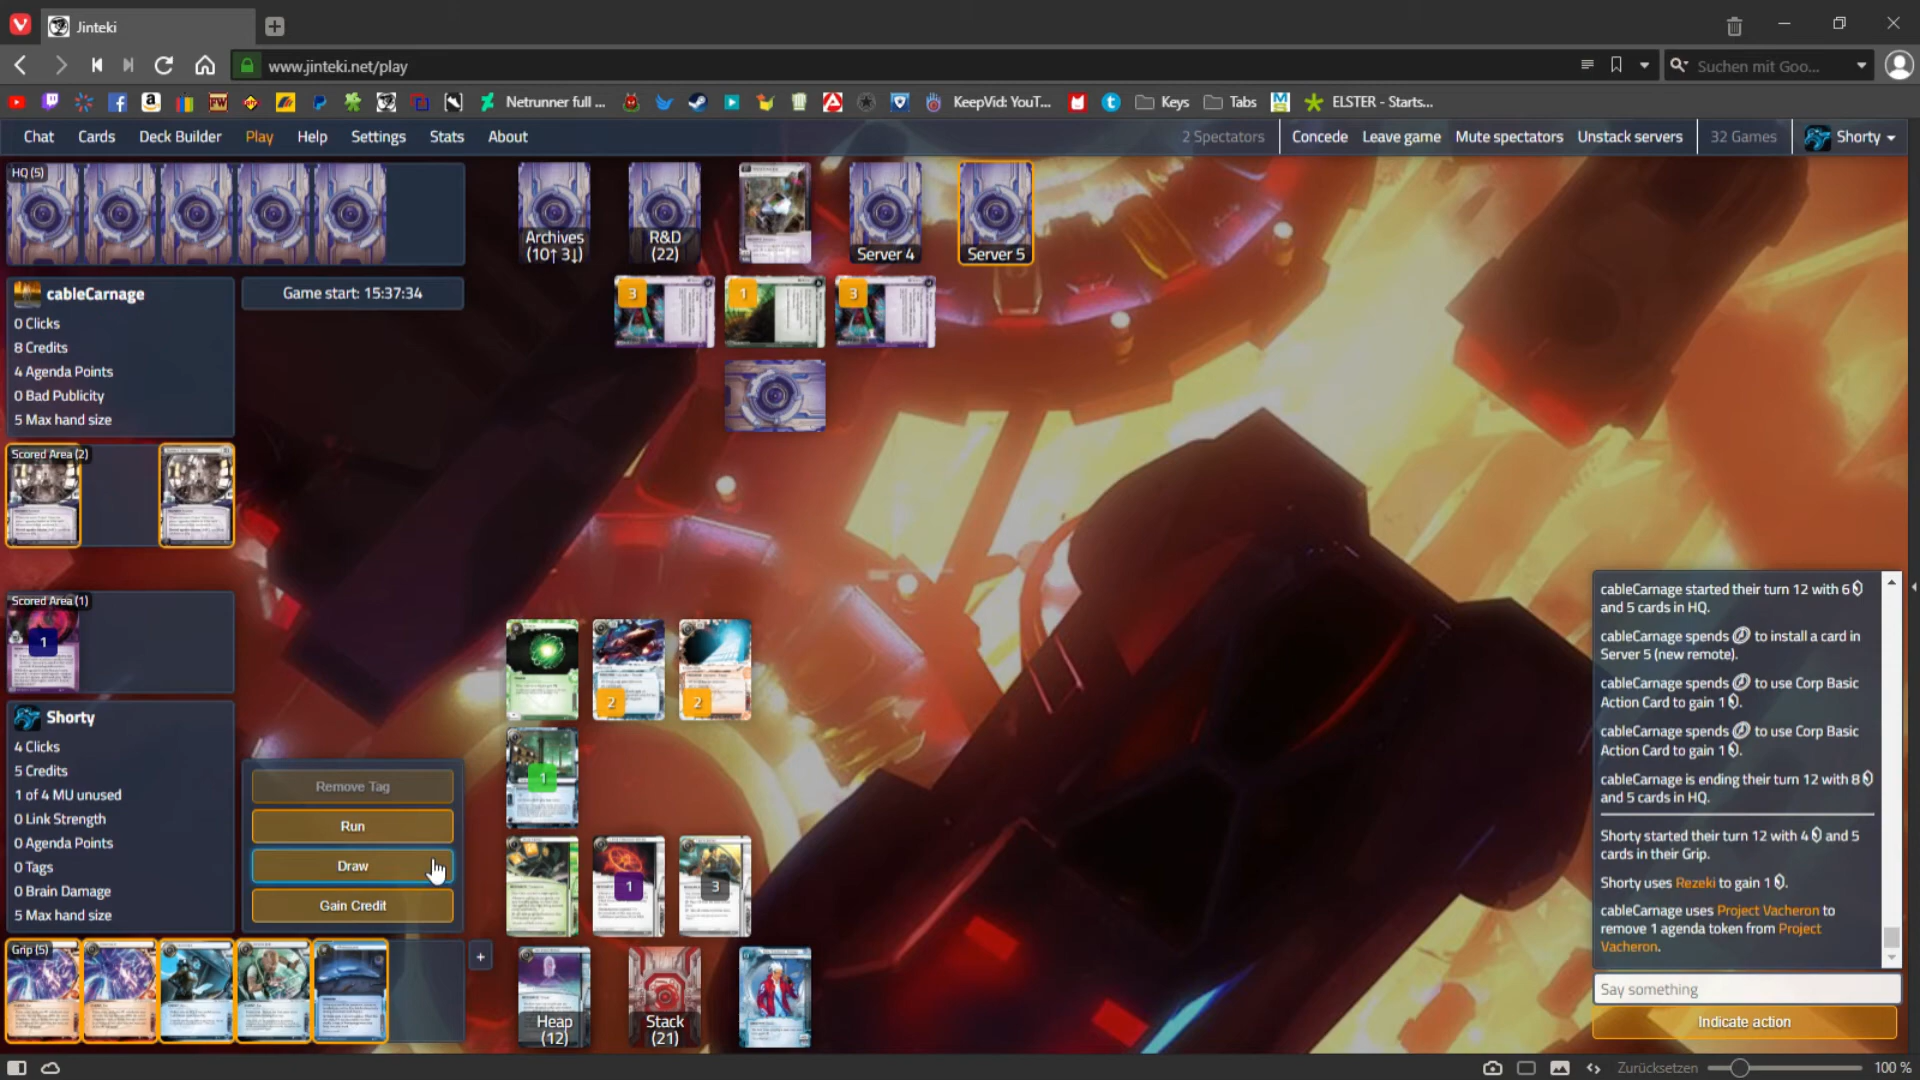 Jinteki
www.jinteki.net/play
Suchen mit Goo...
Netrunner full ...
KeepVid: YouT...
Keys
Tabs
ELSTER - Starts...
Chat
Cards
Deck Builder
Play
Help
Settings
Stats
About
2 Spectators
Concede
Leave game
Mute spectators
Unstack servers
32 Games
Shorty
HQ (5)
Archives
(10↑ 3↓)
R&D
(22)
Server 4
Server 5
cableCarnage
0 Clicks
8 Credits
4 Agenda Points
0 Bad Publicity
5 Max hand size
Game start: 15:37:34
3
1
3
Scored Area (2)
Scored Area (1)
1
Shorty
4 Clicks
5 Credits
1 of 4 MU unused
0 Link Strength
0 Agenda Points
0 Tags
0 Brain Damage
5 Max hand size
Remove Tag
Run
Draw
Gain Credit
2
2
1
1
3
Grip (5)
+
Heap
(12)
Stack
(21)
cableCarnage started their turn 12 with 6
and 5 cards in HQ.
cableCarnage spends to install a card in
Server 5 (new remote).
cableCarnage spends to use Corp Basic
Action Card to gain 1 .
cableCarnage spends to use Corp Basic
Action Card to gain 1 .
cableCarnage is ending their turn 12 with 8
and 5 cards in HQ.
Shorty started their turn 12 with 4 and 5
cards in their Grip.
Shorty uses Rezeki to gain 1 .
cableCarnage uses Project Vacheron to
remove 1 agenda token from Project
Vacheron.
Say something
Indicate action
Zurücksetzen
100 %